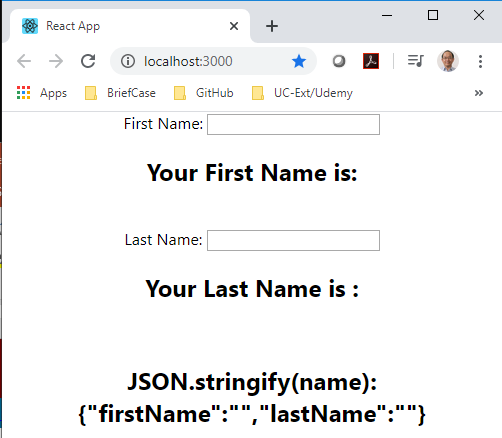 React App
localhost:3000
Apps BriefCase GitHub UC-Ext/Udemy »
First Name:
Your First Name is:
Last Name:
Your Last Name is :
JSON.stringify(name):
{"firstName":"","lastName":""}